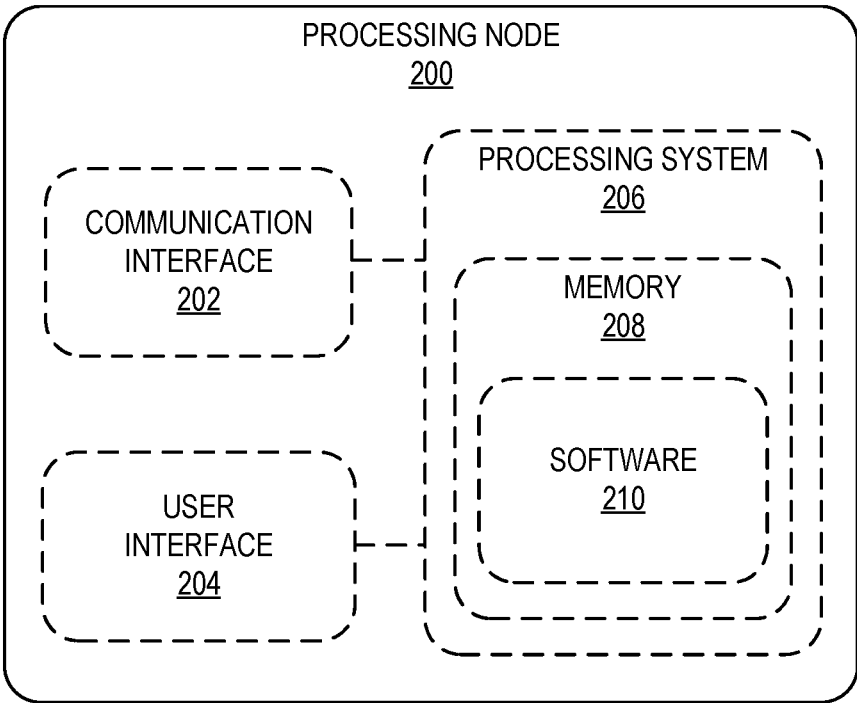 PROCESSING NODE
200
COMMUNICATION
INTERFACE
202
USER
INTERFACE
204
PROCESSING SYSTEM
206
MEMORY
208
SOFTWARE
210